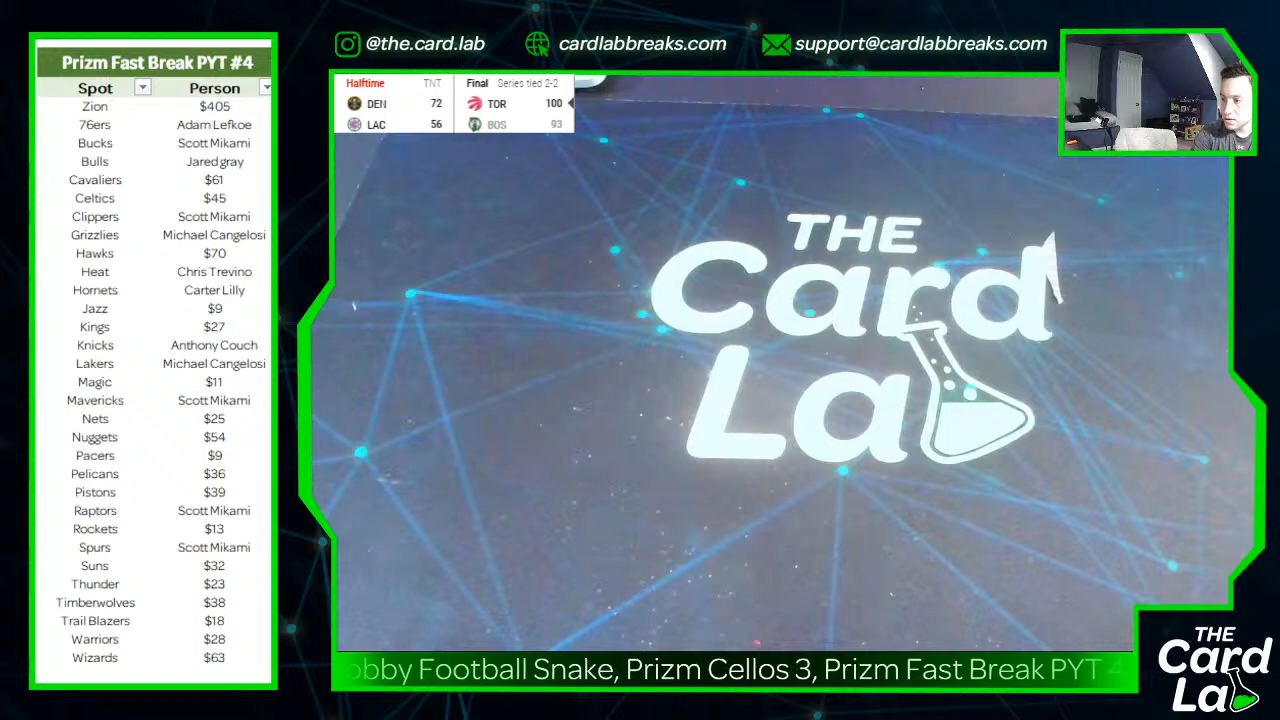 Prizm Fast Break PYT #4
Spot Person
Zion $405
76ers Adam Lefkoe
Bucks Scott Mikami
Bulls Jared gray
Cavaliers $61
Celtics $45
Clippers Scott Mikami
Grizzlies Michael Cangelosi
Hawks $70
Heat Chris Trevino
Hornets Carter Lilly
Jazz $9
Kings $27
Knicks Anthony Couch
Lakers Michael Cangelosi
Magic $11
Mavericks Scott Mikami
Nets $25
Nuggets $54
Pacers $9
Pelicans $36
Pistons $39
Raptors Scott Mikami
Rockets $13
Spurs Scott Mikami
Suns $32
Thunder $23
Timberwolves $38
Trail Blazers $18
Warriors $28
Wizards $63
@the.card.lab cardlabbreaks.com support@cardlabbreaks.com
Halftime TNT
DEN 72
LAC 56
Final Series tied 2-2
TOR 100
BOS 93
THE
Card
Lab
obby Football Snake, Prizm Cellos 3, Prizm Fast Break PYT 4
THE
Card
Lab